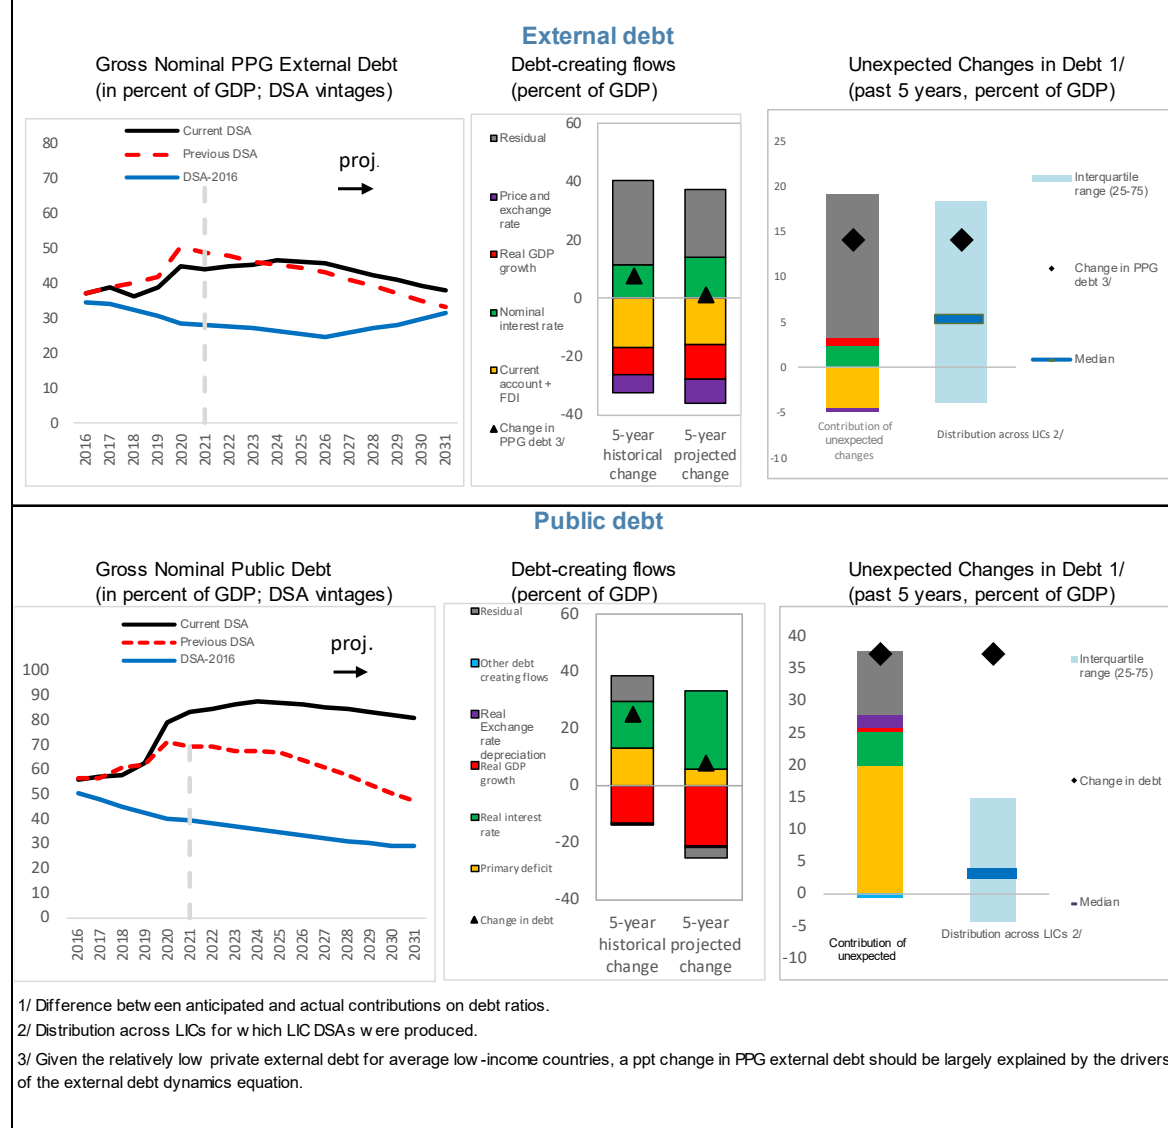 External debt
Gross Nominal PPG External Debt
(in percent of GDP; DSA vintages)
Debt-creating flows
(percent of GDP)
Unexpected Changes in Debt 1/
(past 5 years, percent of GDP)
Current DSA
Previous DSA
DSA-2016
proj.
80
70
60
50
40
30
20
10
0
2016
2017
2018
2019
2020
2021
2022
2023
2024
2025
2026
2027
2028
2029
2030
2031
Residual
Price and
exchange
rate
Real GDP
growth
Nominal
interest rate
Current
account +
FDI
Change in
PPG debt 3/
60
40
20
0
-20
-40
5-year
historical
change
5-year
projected
change
25
20
15
10
5
0
-5
-10
Contribution of
unexpected
changes
Distribution across LICs 2/
Interquartile
range (25-75)
Change in PPG
debt 3/
Median
Public debt
Gross Nominal Public Debt
(in percent of GDP; DSA vintages)
Debt-creating flows
(percent of GDP)
Unexpected Changes in Debt 1/
(past 5 years, percent of GDP)
Current DSA
Previous DSA
DSA-2016
proj.
100
90
80
70
60
50
40
30
20
10
0
2016
2017
2018
2019
2020
2021
2022
2023
2024
2025
2026
2027
2028
2029
2030
2031
Residual
Other debt
creating flows
Real
Exchange
rate
depreciation
Real GDP
growth
Real interest
rate
Primary deficit
Change in debt
60
40
20
0
-20
-40
5-year
historical
change
5-year
projected
change
40
35
30
25
20
15
10
5
0
-5
-10
Contribution of
unexpected
Distribution across LICs 2/
Interquartile
range (25-75)
Change in debt
Median
1/ Difference between anticipated and actual contributions on debt ratios.
2/ Distribution across LICs for which LIC DSAs were produced.
3/ Given the relatively low private external debt for average low-income countries, a ppt change in PPG external debt should be largely explained by the drivers
of the external debt dynamics equation.